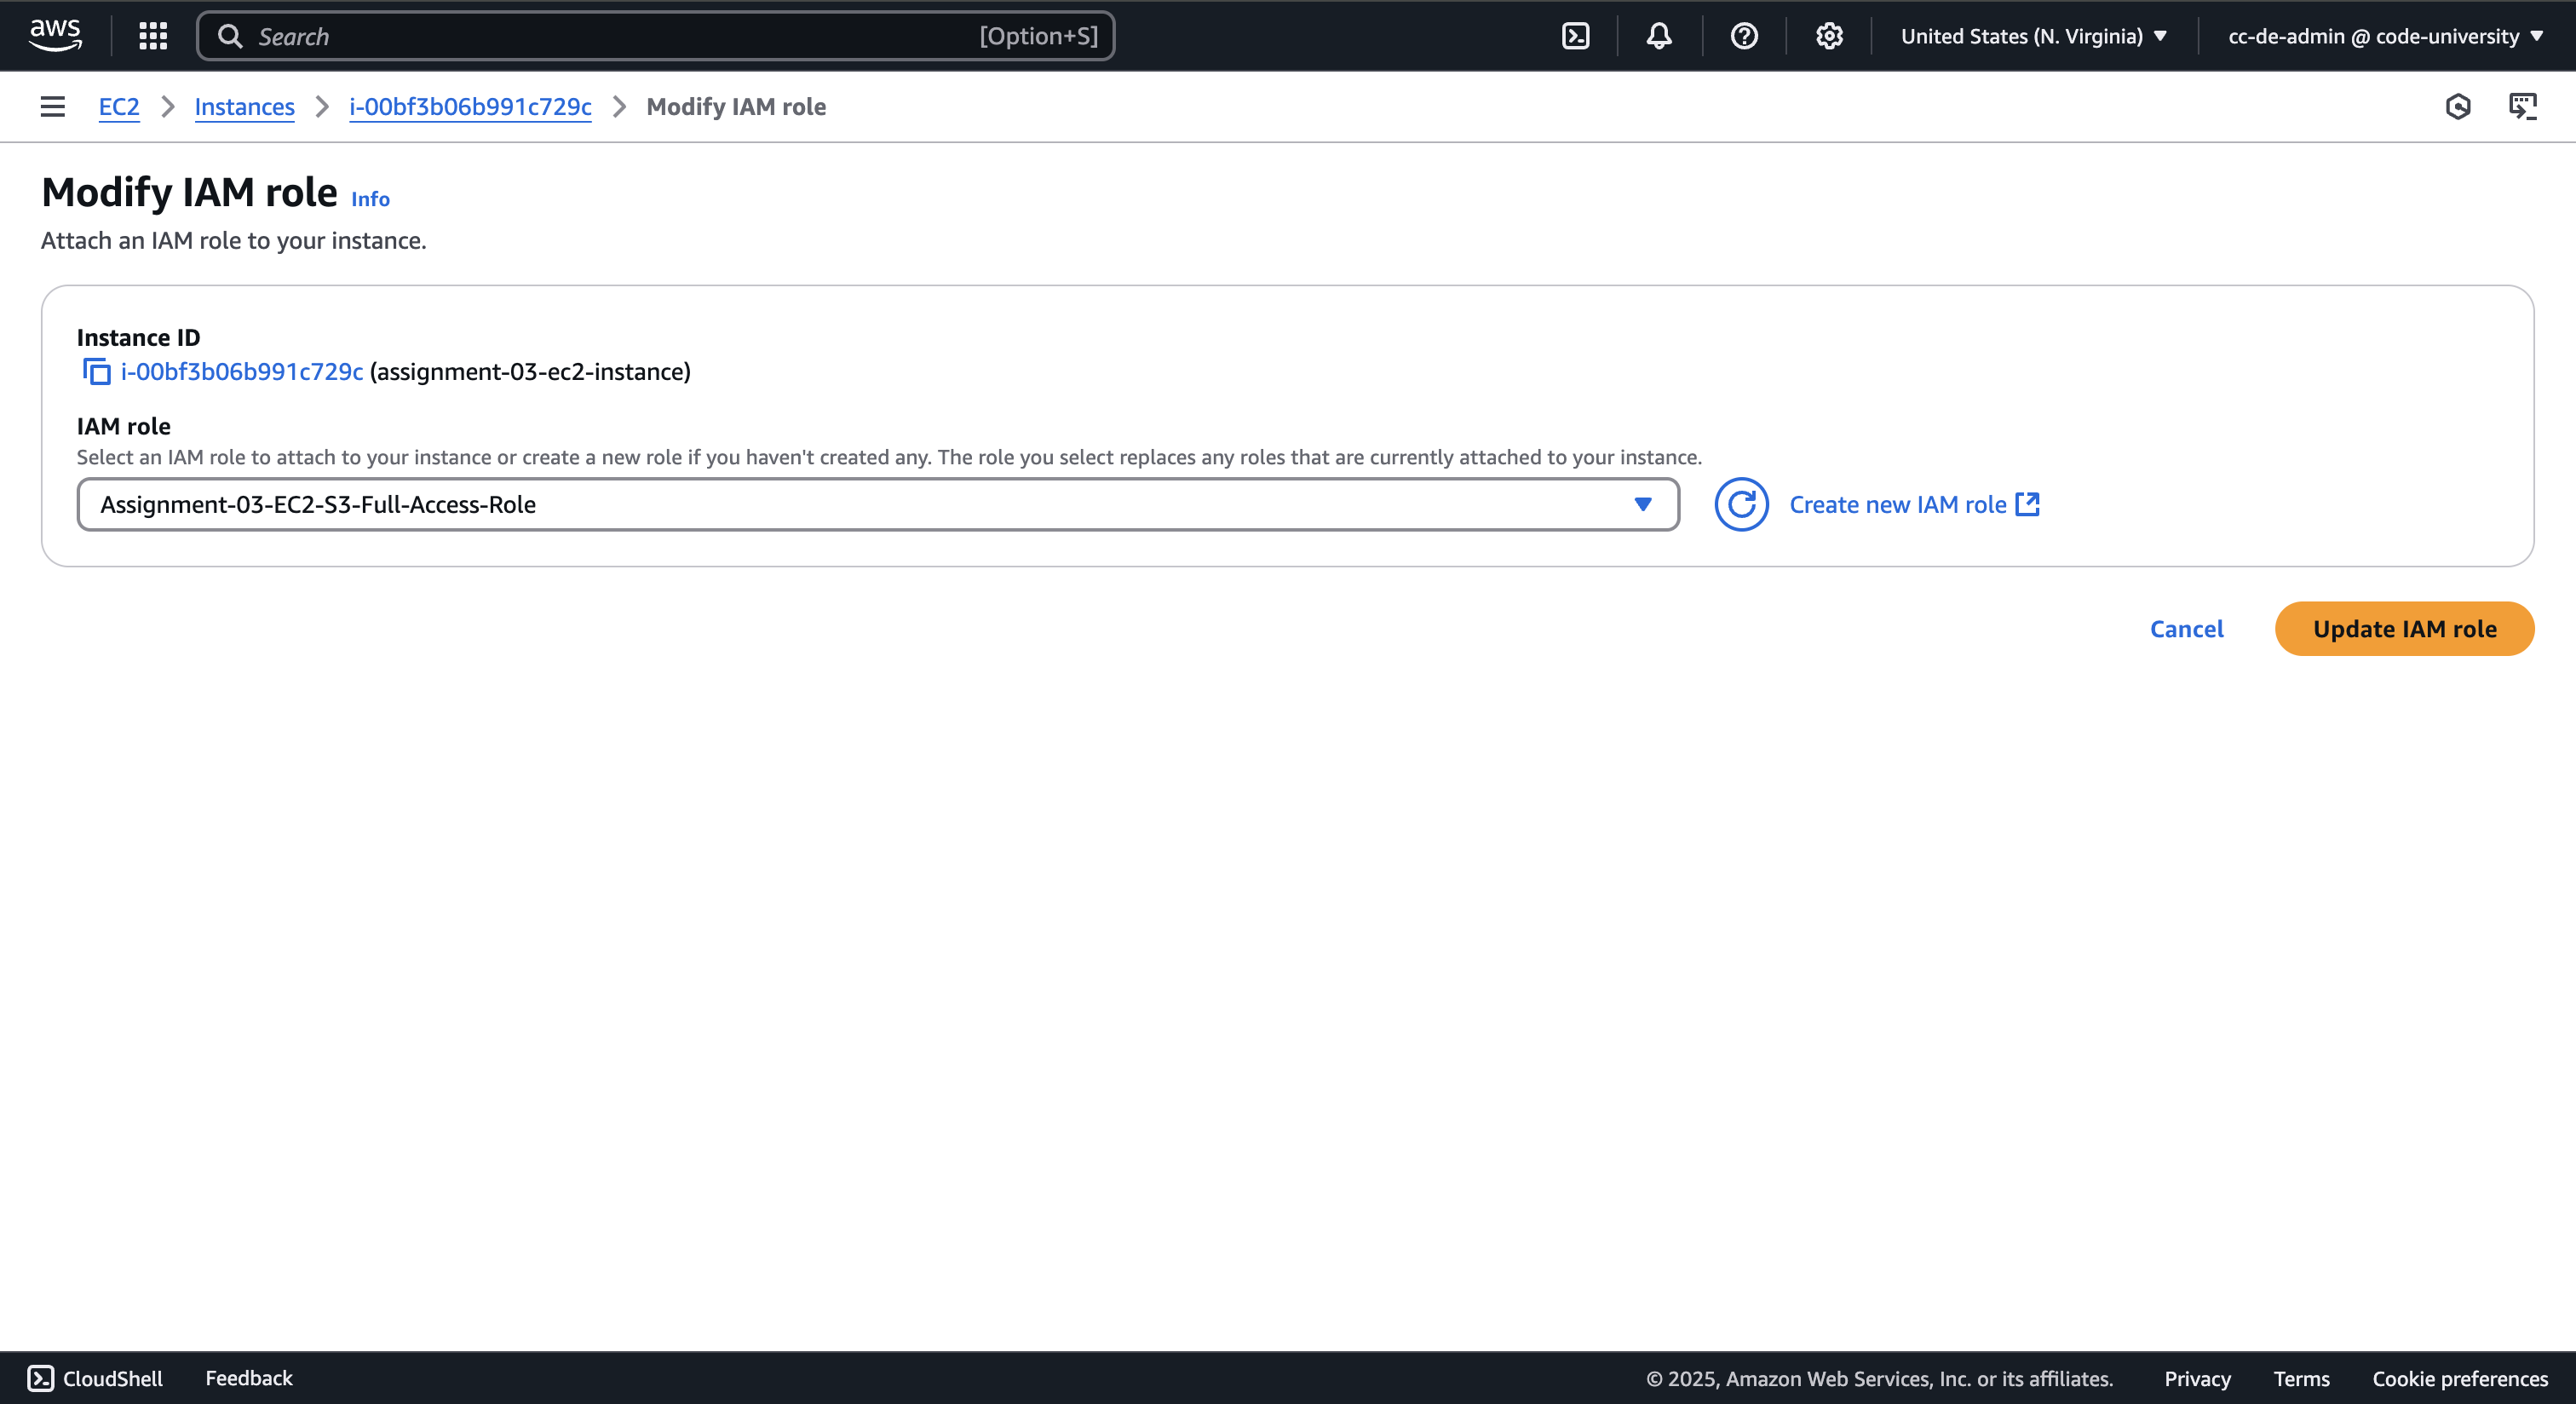 aws Search [Option+S] United States (N. Virginia) cc-de-admin @ code-university
EC2 Instances i-00bf3b06b991c729c Modify IAM role
Modify IAM role Info
Attach an IAM role to your instance.
Instance ID
i-00bf3b06b991c729c (assignment-03-ec2-instance)
IAM role
Select an IAM role to attach to your instance or create a new role if you haven't created any. The role you select replaces any roles that are currently attached to your instance.
Assignment-03-EC2-S3-Full-Access-Role Create new IAM role
Cancel Update IAM role
CloudShell Feedback © 2025, Amazon Web Services, Inc. or its affiliates. Privacy Terms Cookie preferences